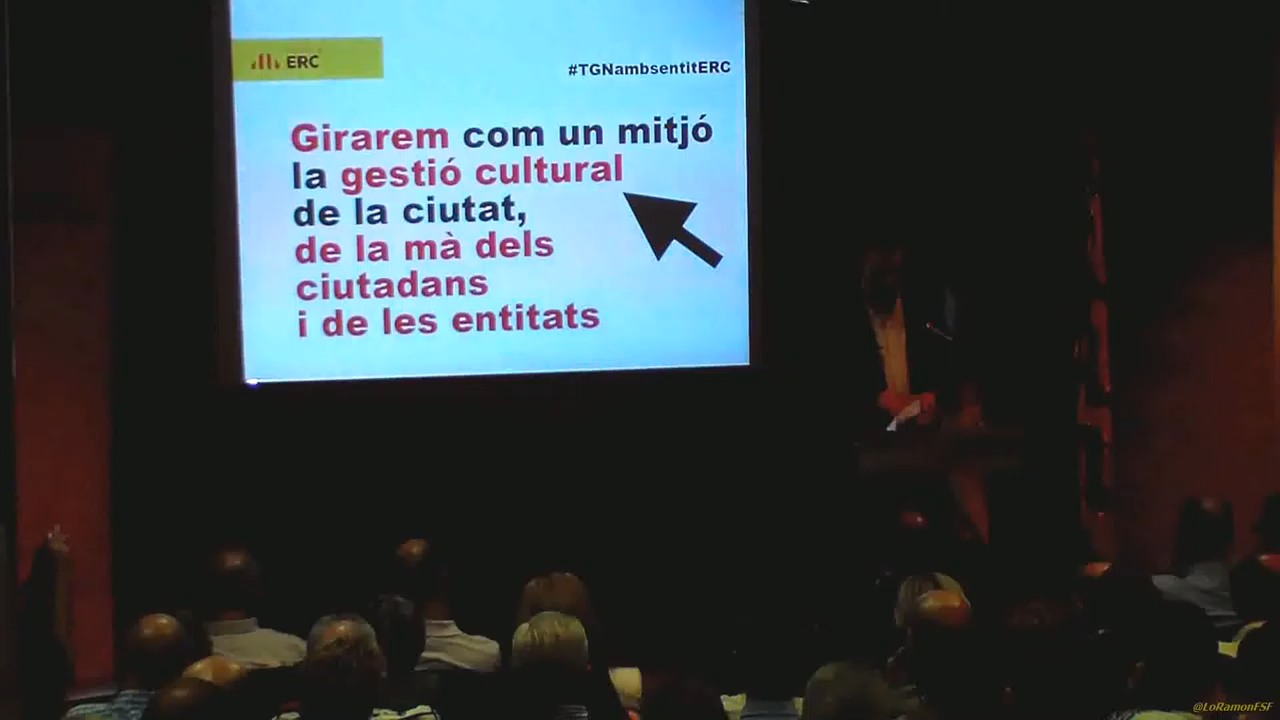 ERC
#TGNambsentitERC
Girarem com un mitjó
la gestió cultural
de la ciutat,
de la mà dels
ciutadans
i de les entitats
@LoRamonFSF